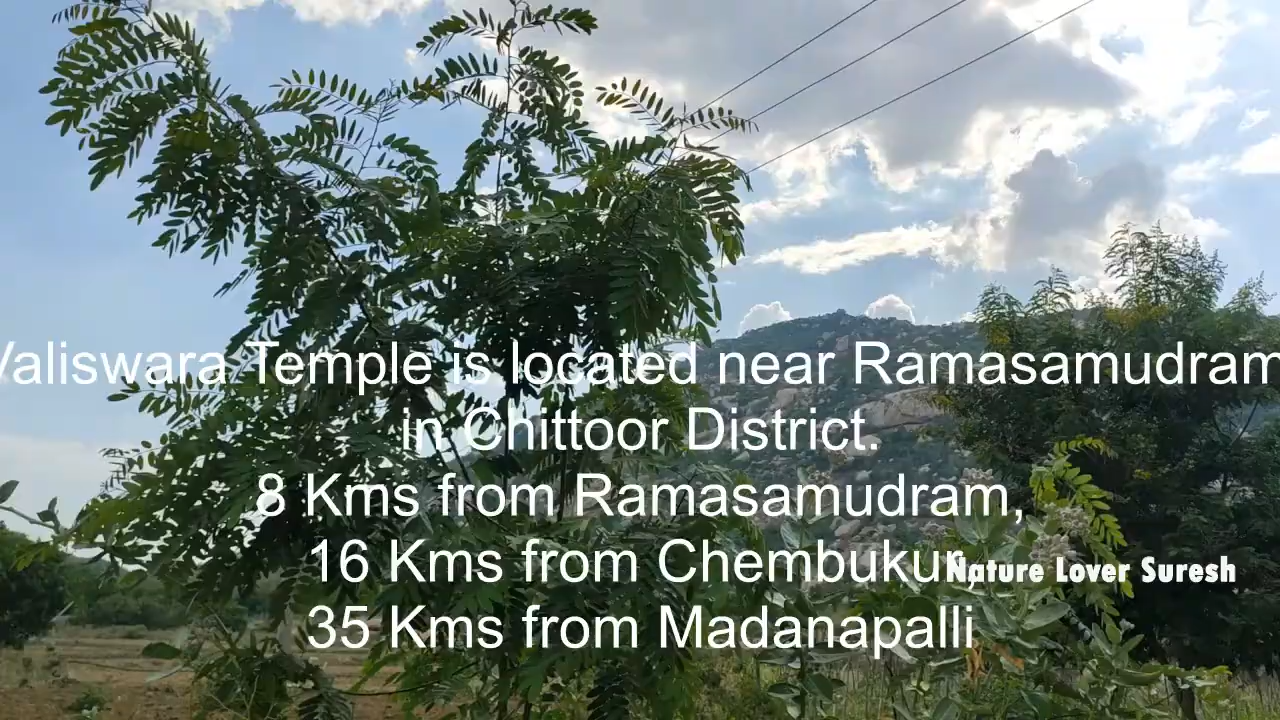 Valiswara Temple is located near Ramasamudram
in Chittoor District.
8 Kms from Ramasamudram,
16 Kms from Chembukur,
35 Kms from Madanapalli
Nature Lover Suresh